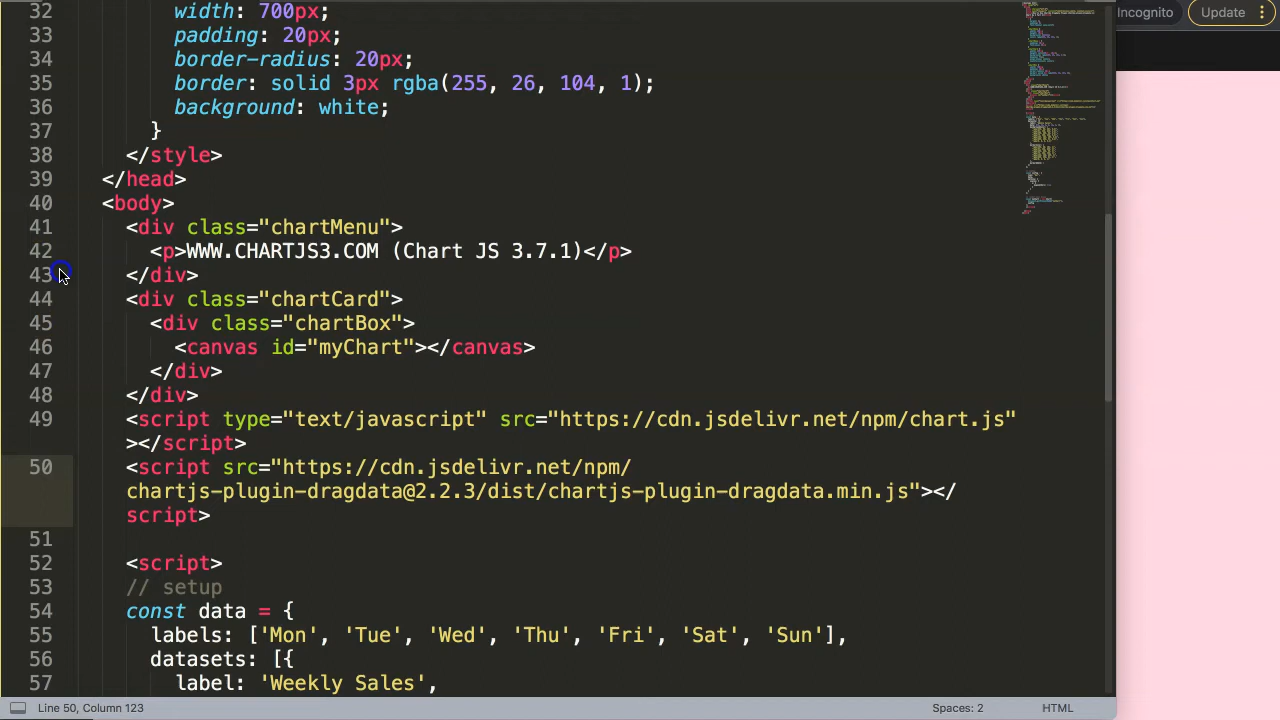 Incognito
Update
32 width: 700px;
33 padding: 20px;
34 border-radius: 20px;
35 border: solid 3px rgba(255, 26, 104, 1);
36 background: white;
37 }
38 </style>
39 </head>
40 <body>
41 <div class="chartMenu">
42 <p>WWW.CHARTJS3.COM (Chart JS 3.7.1)</p>
43 </div>
44 <div class="chartCard">
45 <div class="chartBox">
46 <canvas id="myChart"></canvas>
47 </div>
48 </div>
49 <script type="text/javascript" src="https://cdn.jsdelivr.net/npm/chart.js"
></script>
50 <script src="https://cdn.jsdelivr.net/npm/
chartjs-plugin-dragdata@2.2.3/dist/chartjs-plugin-dragdata.min.js"></
script>
51
52 <script>
53 // setup
54 const data = {
55 labels: ['Mon', 'Tue', 'Wed', 'Thu', 'Fri', 'Sat', 'Sun'],
56 datasets: [{
57 label: 'Weekly Sales',
Line 50, Column 123
Spaces: 2
HTML